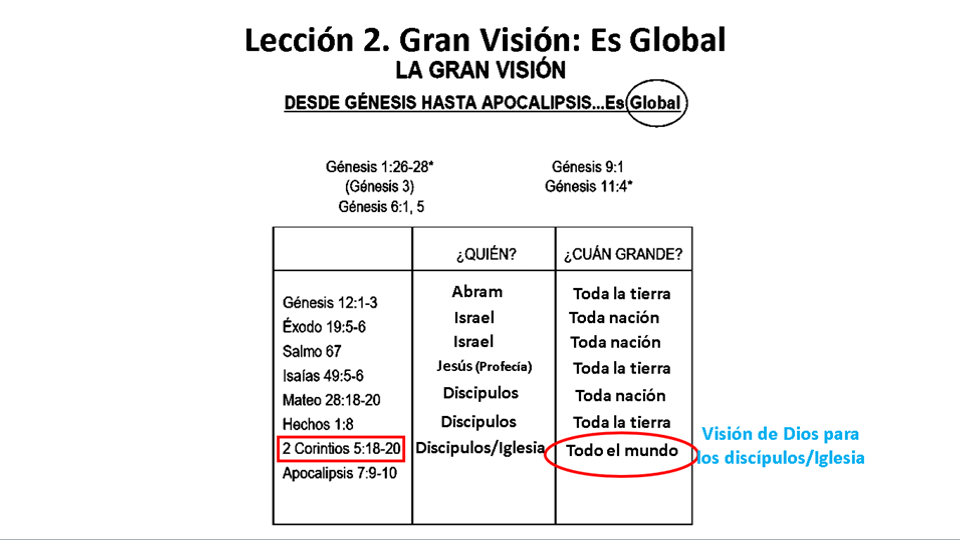 Lección 2. Gran Visión: Es Global
LA GRAN VISIÓN
DESDE GÉNESIS HASTA APOCALIPSIS...Es Global
Génesis 1:26-28*
(Génesis 3)
Génesis 6:1, 5
Génesis 9:1
Génesis 11:4*
¿QUIÉN? ¿CUÁN GRANDE?
Génesis 12:1-3 Abram Toda la tierra
Éxodo 19:5-6 Israel Toda nación
Salmo 67 Israel Toda nación
Isaías 49:5-6 Jesús (Profecía) Toda la tierra
Mateo 28:18-20 Discipulos Toda nación
Hechos 1:8 Discipulos Toda la tierra
2 Corintios 5:18-20 Discipulos/Iglesia Todo el mundo
Apocalipsis 7:9-10
Visión de Dios para
los discípulos/Iglesia